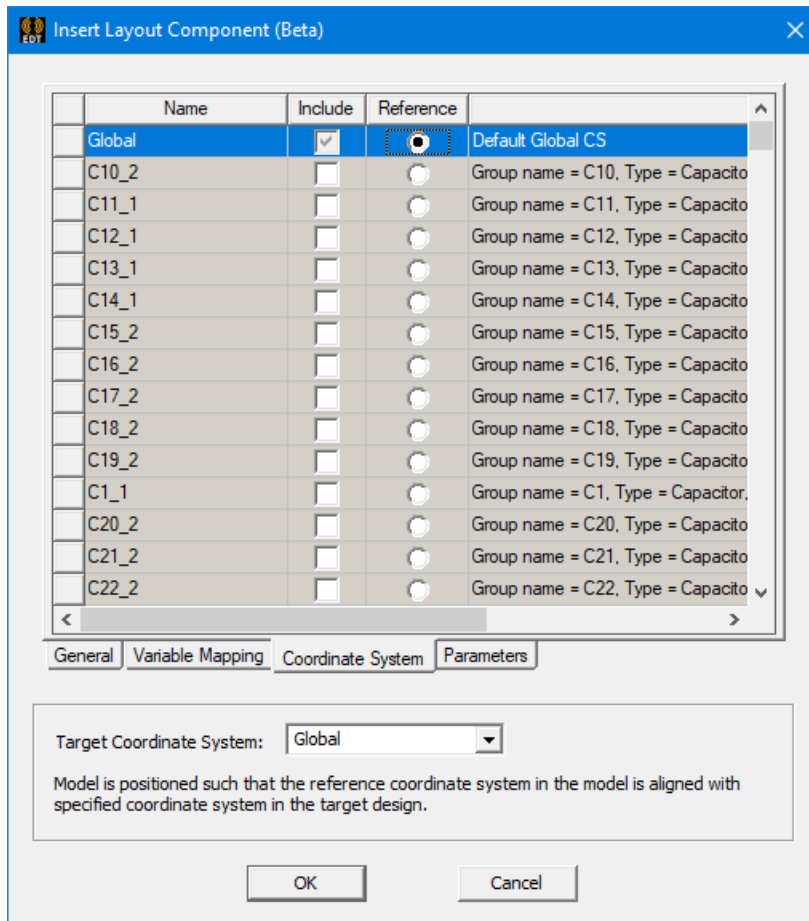 EDT Insert Layout Component (Beta)
Name Include Reference
Global Default Global CS
C10_2 Group name = C10, Type = Capacito
C11_1 Group name = C11, Type = Capacito
C12_1 Group name = C12, Type = Capacito
C13_1 Group name = C13, Type = Capacito
C14_1 Group name = C14, Type = Capacito
C15_2 Group name = C15, Type = Capacito
C16_2 Group name = C16, Type = Capacito
C17_2 Group name = C17, Type = Capacito
C18_2 Group name = C18, Type = Capacito
C19_2 Group name = C19, Type = Capacito
C1_1 Group name = C1, Type = Capacitor,
C20_2 Group name = C20, Type = Capacito
C21_2 Group name = C21, Type = Capacito
C22_2 Group name = C22, Type = Capacito
General Variable Mapping Coordinate System Parameters
Target Coordinate System: Global
Model is positioned such that the reference coordinate system in the model is aligned with
specified coordinate system in the target design.
OK Cancel